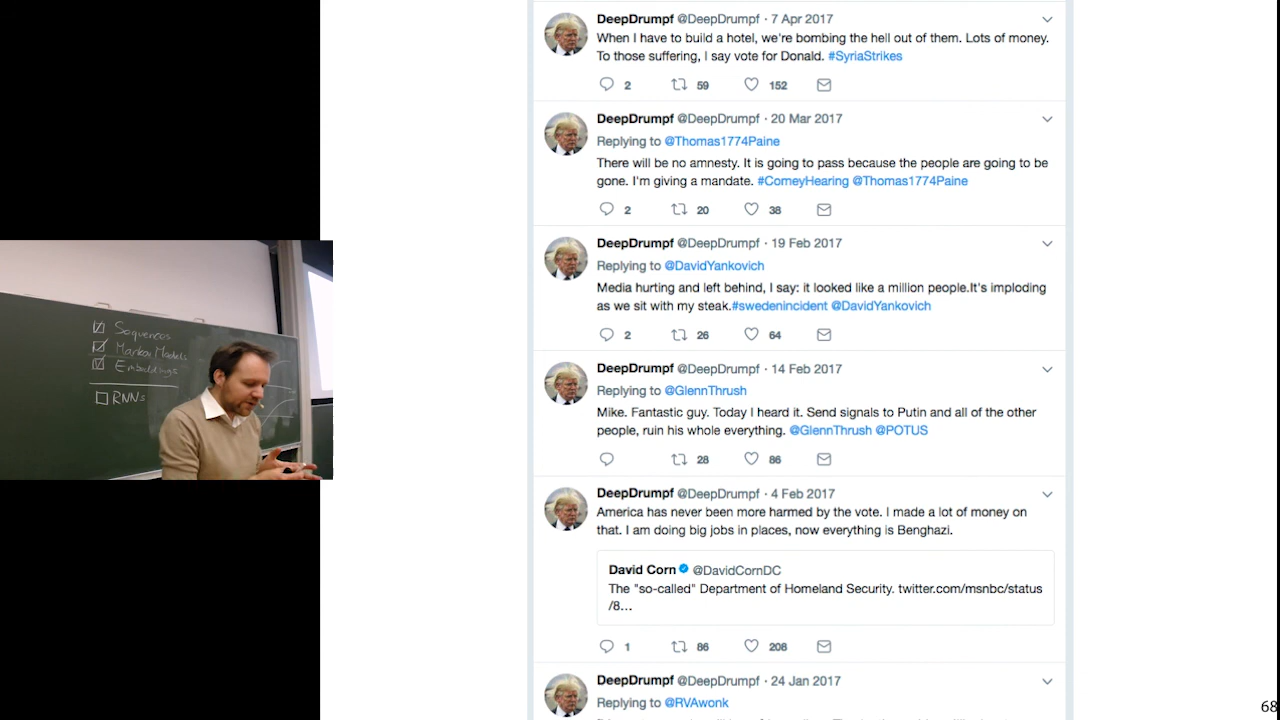 DeepDrumpf @DeepDrumpf · 7 Apr 2017
When I have to build a hotel, we're bombing the hell out of them. Lots of money.
To those suffering, I say vote for Donald. #SyriaStrikes
2 59 152
DeepDrumpf @DeepDrumpf · 20 Mar 2017
Replying to @Thomas1774Paine
There will be no amnesty. It is going to pass because the people are going to be
gone. I'm giving a mandate. #ComeyHearing @Thomas1774Paine
2 20 38
DeepDrumpf @DeepDrumpf · 19 Feb 2017
Replying to @DavidYankovich
Media hurting and left behind, I say: it looked like a million people.It's imploding
as we sit with my steak.#swedenincident @DavidYankovich
2 26 64
DeepDrumpf @DeepDrumpf · 14 Feb 2017
Replying to @GlennThrush
Mike. Fantastic guy. Today I heard it. Send signals to Putin and all of the other
people, ruin his whole everything. @GlennThrush @POTUS
28 86
DeepDrumpf @DeepDrumpf · 4 Feb 2017
America has never been more harmed by the vote. I made a lot of money on
that. I am doing big jobs in places, now everything is Benghazi.
David Corn @DavidCornDC
The "so-called" Department of Homeland Security. twitter.com/msnbc/status
/8...
1 86 208
DeepDrumpf @DeepDrumpf · 24 Jan 2017
Replying to @RVAwonk
68
Sequences
Markov Models
Embeddings
RNNs